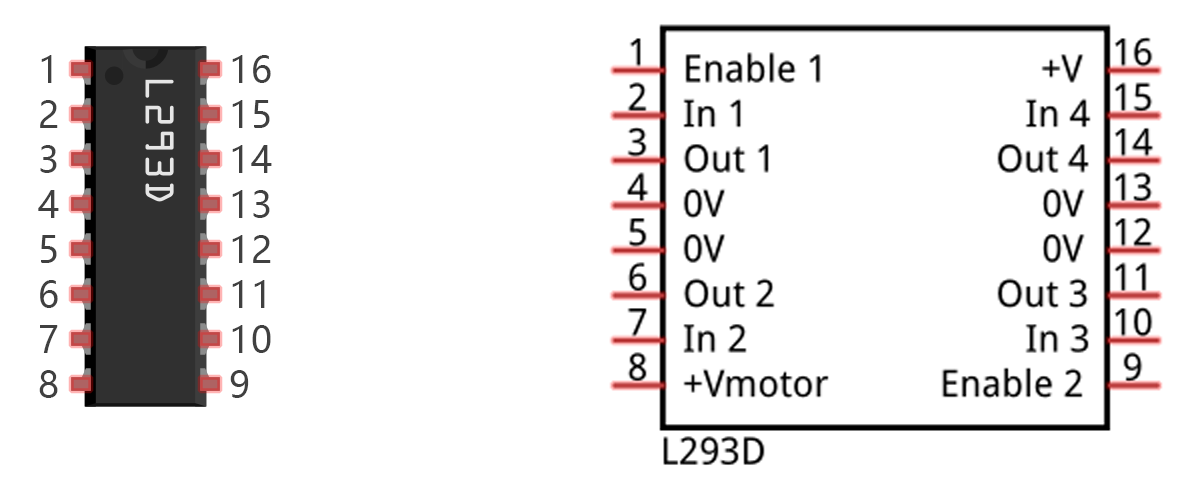 1 16
2 15
3 14
4 13
5 12
6 11
7 10
8 9
L293D
1 Enable 1 +V 16
2 In 1 In 4 15
3 Out 1 Out 4 14
4 0V 0V 13
5 0V 0V 12
6 Out 2 Out 3 11
7 In 2 In 3 10
8 +Vmotor Enable 2 9
L293D